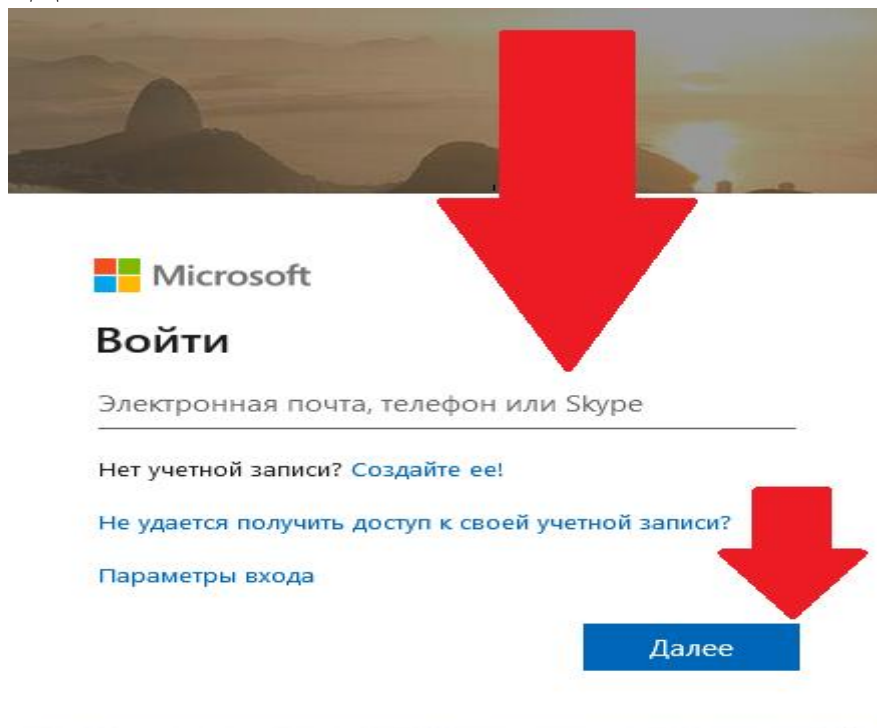 Microsoft
Войти
Электронная почта, телефон или Skype
Нет учетной записи? Создайте ее!
Не удается получить доступ к своей учетной записи?
Параметры входа
Далее